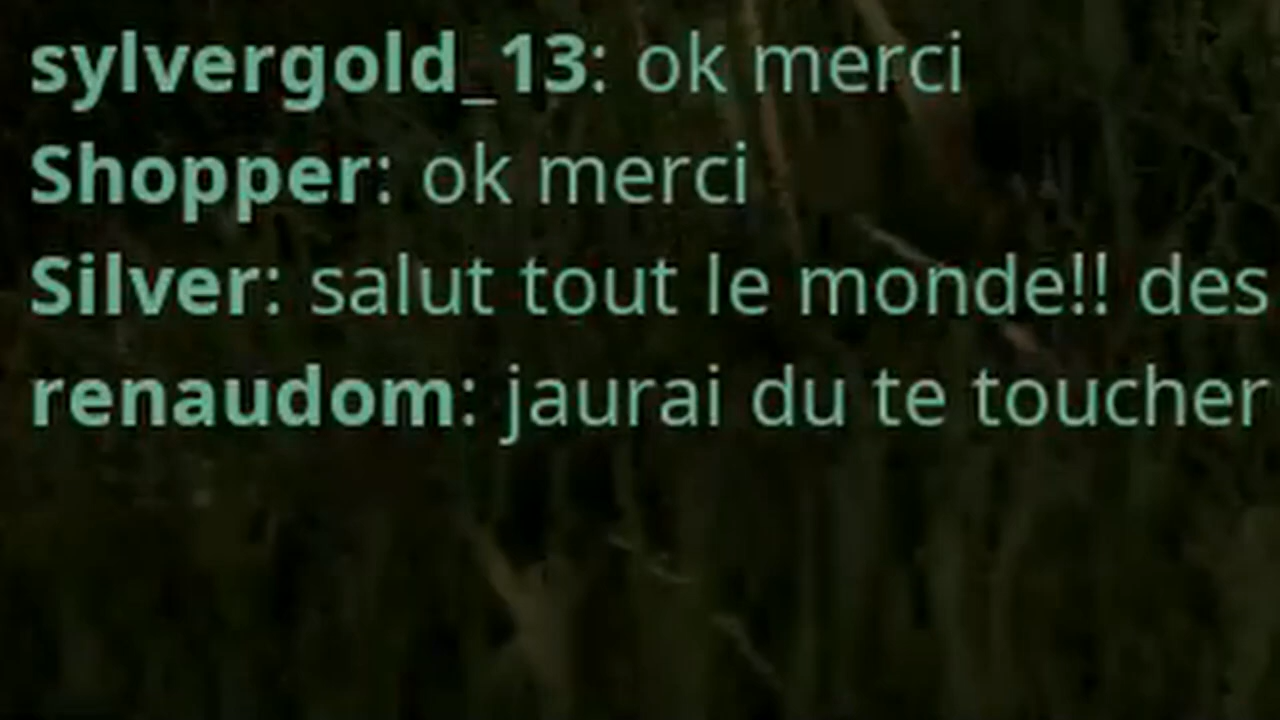 sylvergold_13: ok merci
Shopper: ok merci
Silver: salut tout le monde!! des
renaudom: jaurai du te toucher